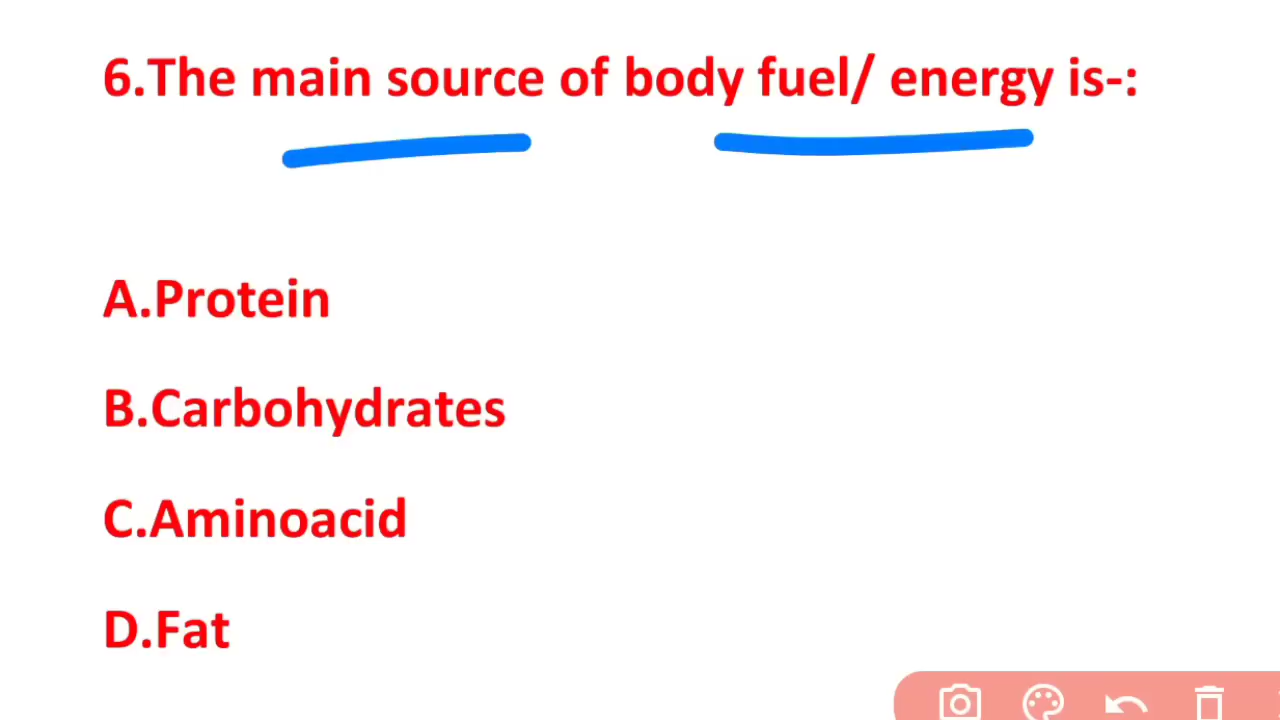 6.The main source of body fuel/ energy is-:
A.Protein
B.Carbohydrates
C.Aminoacid
D.Fat